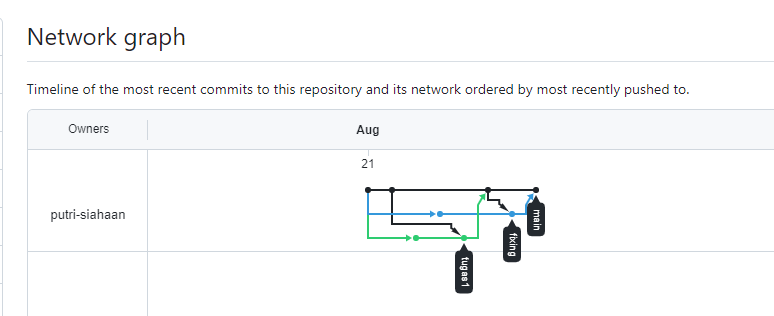 Network graph
Timeline of the most recent commits to this repository and its network ordered by most recently pushed to.
Owners
Aug
21
putri-siahaan
main
fixing
tugas1